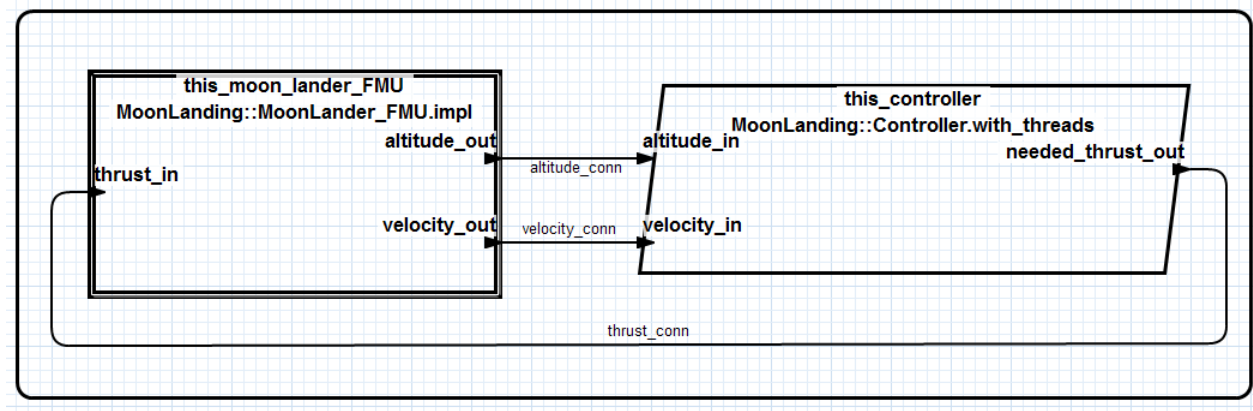 this_moon_lander_FMU
MoonLanding::MoonLander_FMU.impl
altitude_out
thrust_in
velocity_out
altitude_conn
velocity_conn
this_controller
MoonLanding::Controller.with_threads
altitude_in
needed_thrust_out
velocity_in
thrust_conn